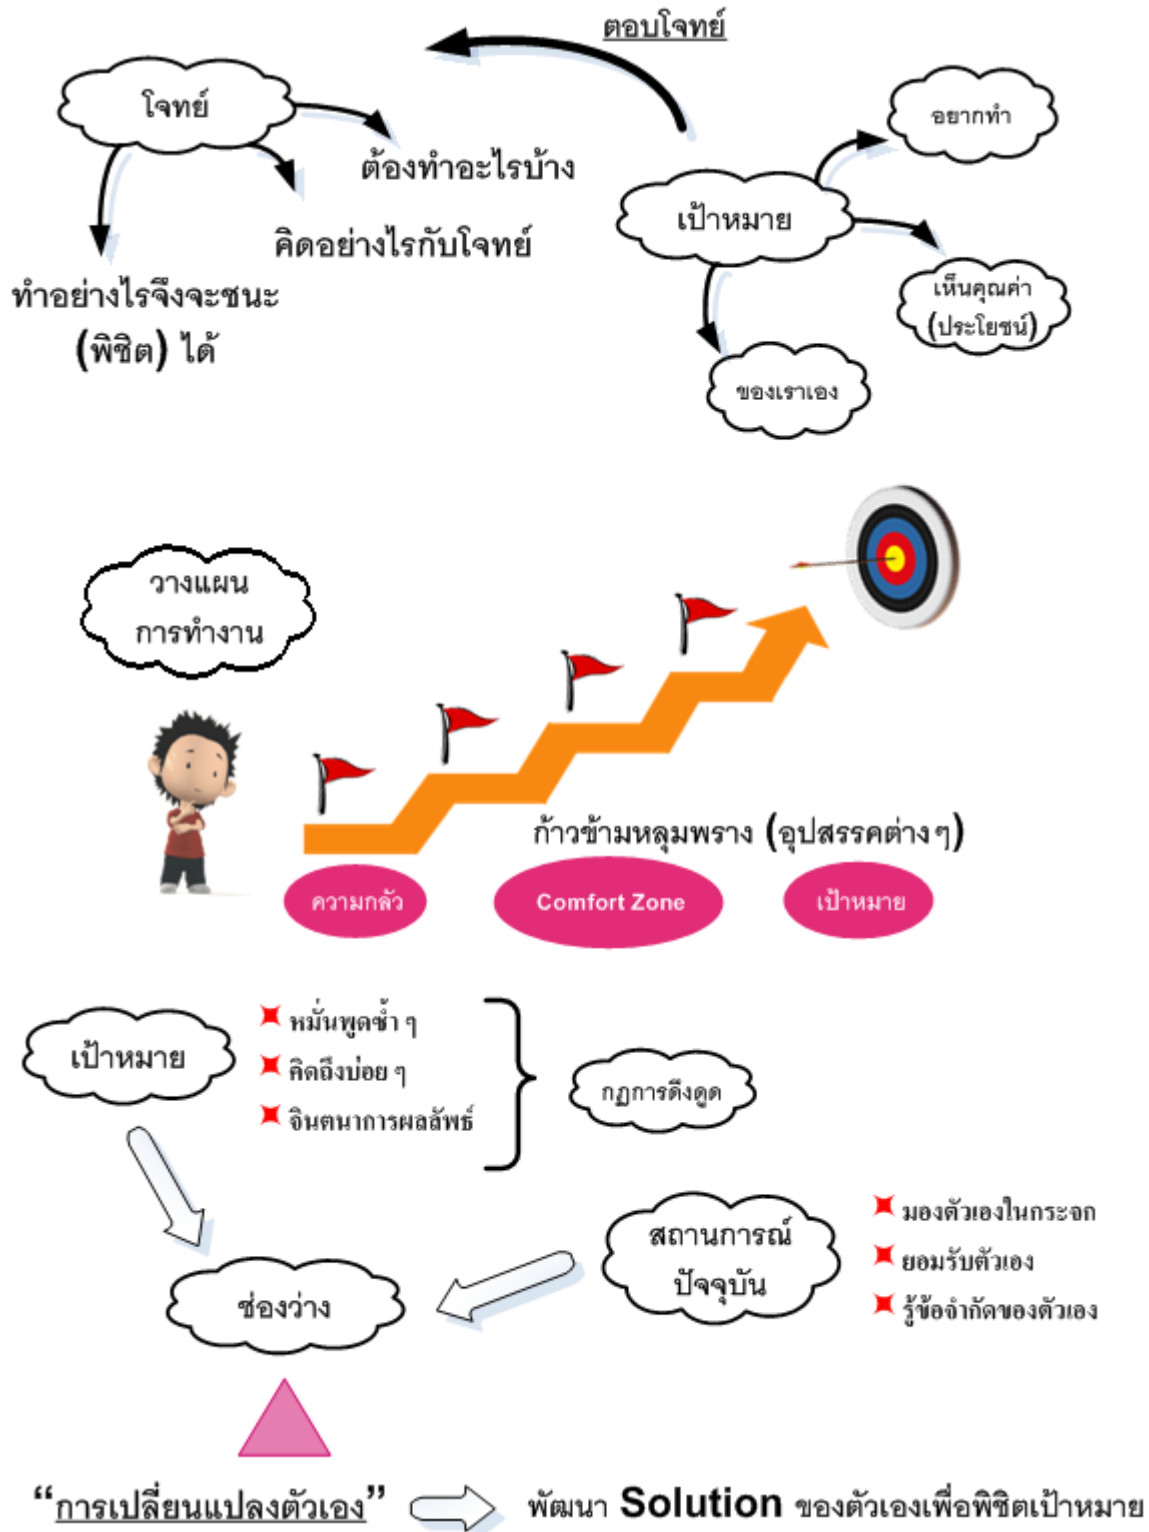 ตอบโจทย์
โจทย์
ต้องทำอะไรบ้าง
คิดอย่างไรกับโจทย์
ทำอย่างไรจึงจะชนะ
(พิชิต) ได้
อยากทำ
เป้าหมาย
เห็นคุณค่า
(ประโยชน์)
ของเราเอง
วางแผน
การทำงาน
ก้าวข้ามหลุมพราง (อุปสรรคต่างๆ)
ความกลัว
Comfort Zone
เป้าหมาย
เป้าหมาย
หมั่นพูดซ้ำ ๆ
คิดถึงบ่อย ๆ
จินตนาการผลลัพธ์
กฏการดึงดูด
สถานการณ์
ปัจจุบัน
มองตัวเองในกระจก
ยอมรับตัวเอง
รู้ข้อจำกัดของตัวเอง
ช่องว่าง
“การเปลี่ยนแปลงตัวเอง”
พัฒนา Solution ของตัวเองเพื่อพิชิตเป้าหมาย